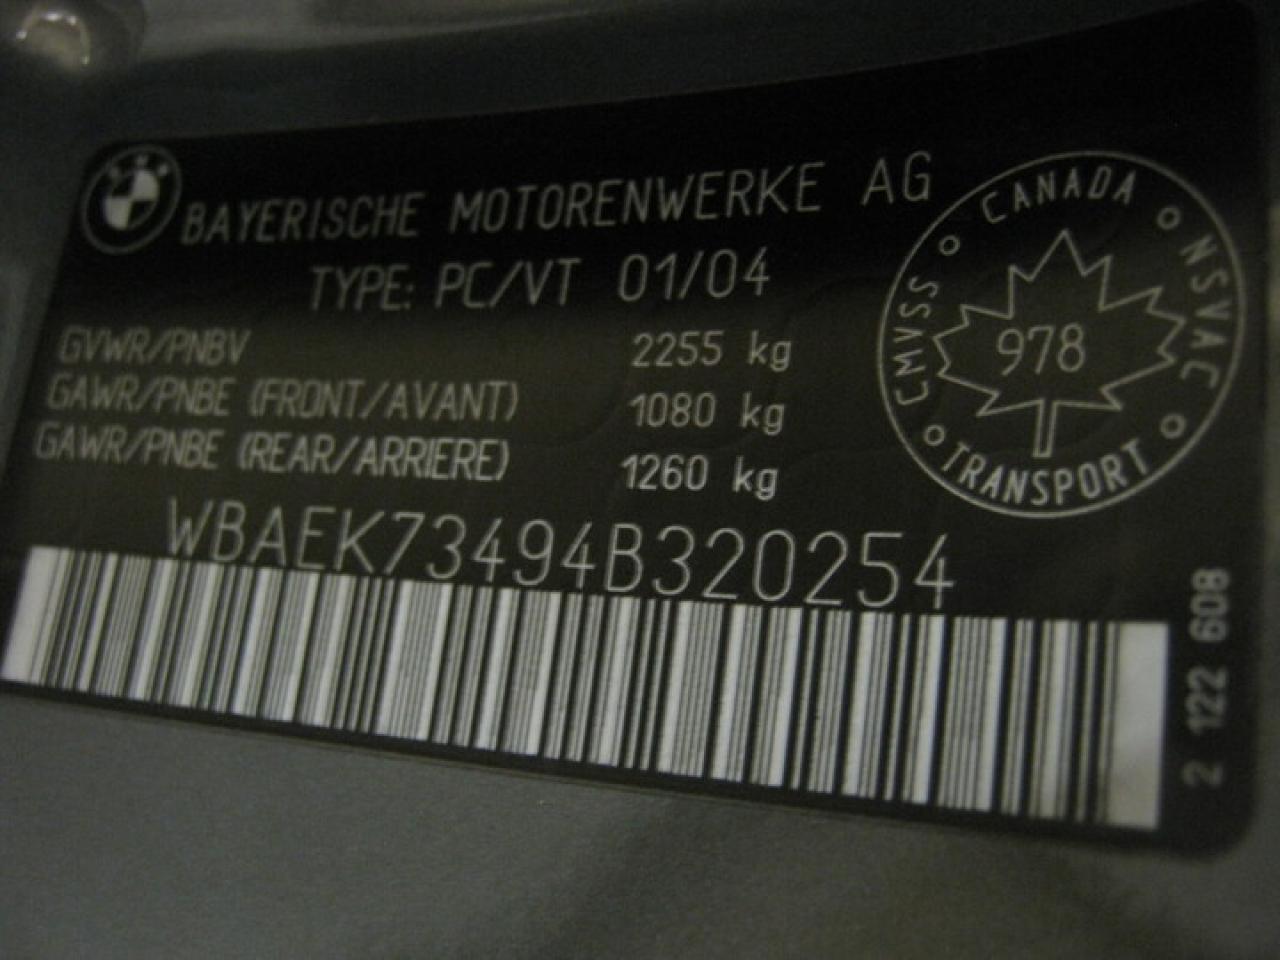 BAYERISCHE MOTORENWERKE AG
TYPE: PC/VT 01/04
GVWR/PNBV 2255 kg
GAWR/PNBE (FRONT/AVANT) 1080 kg
GAWR/PNBE (REAR/ARRIERE) 1260 kg
WBAEK73494B320254
CANADA
NSVAC
TRANSPORT
CMVSS
978
2 122 608